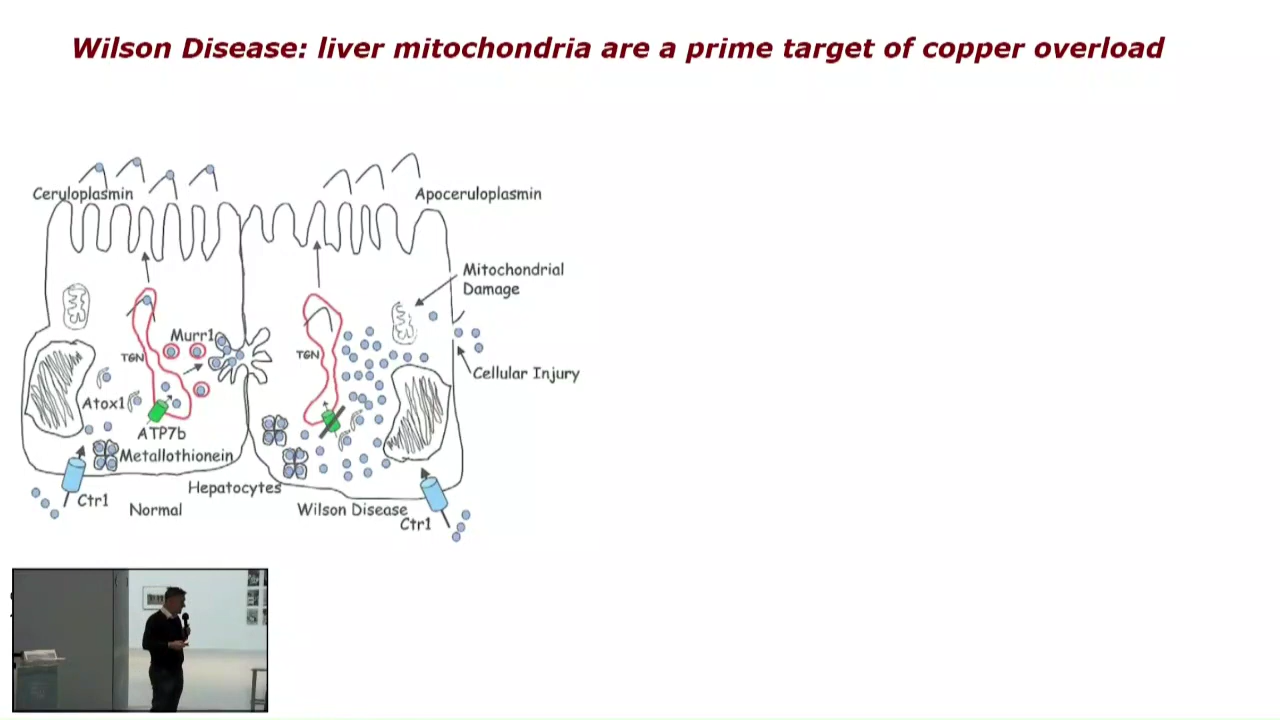 Wilson Disease: liver mitochondria are a prime target of copper overload
Ceruloplasmin
Apoceruloplasmin
Mitochondrial
Damage
Murr1
TGN
TGN
Cellular Injury
Atox1
ATP7b
Metallothionein
Hepatocytes
Ctr1
Normal
Wilson Disease
Ctr1